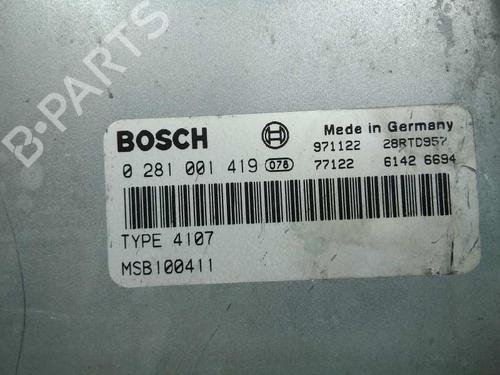 B-PARTS
BOSCH Made in Germany
0 281 001 419 078 971122 28RTD957
77122 6142 6694
TYPE 4107
MSB100411